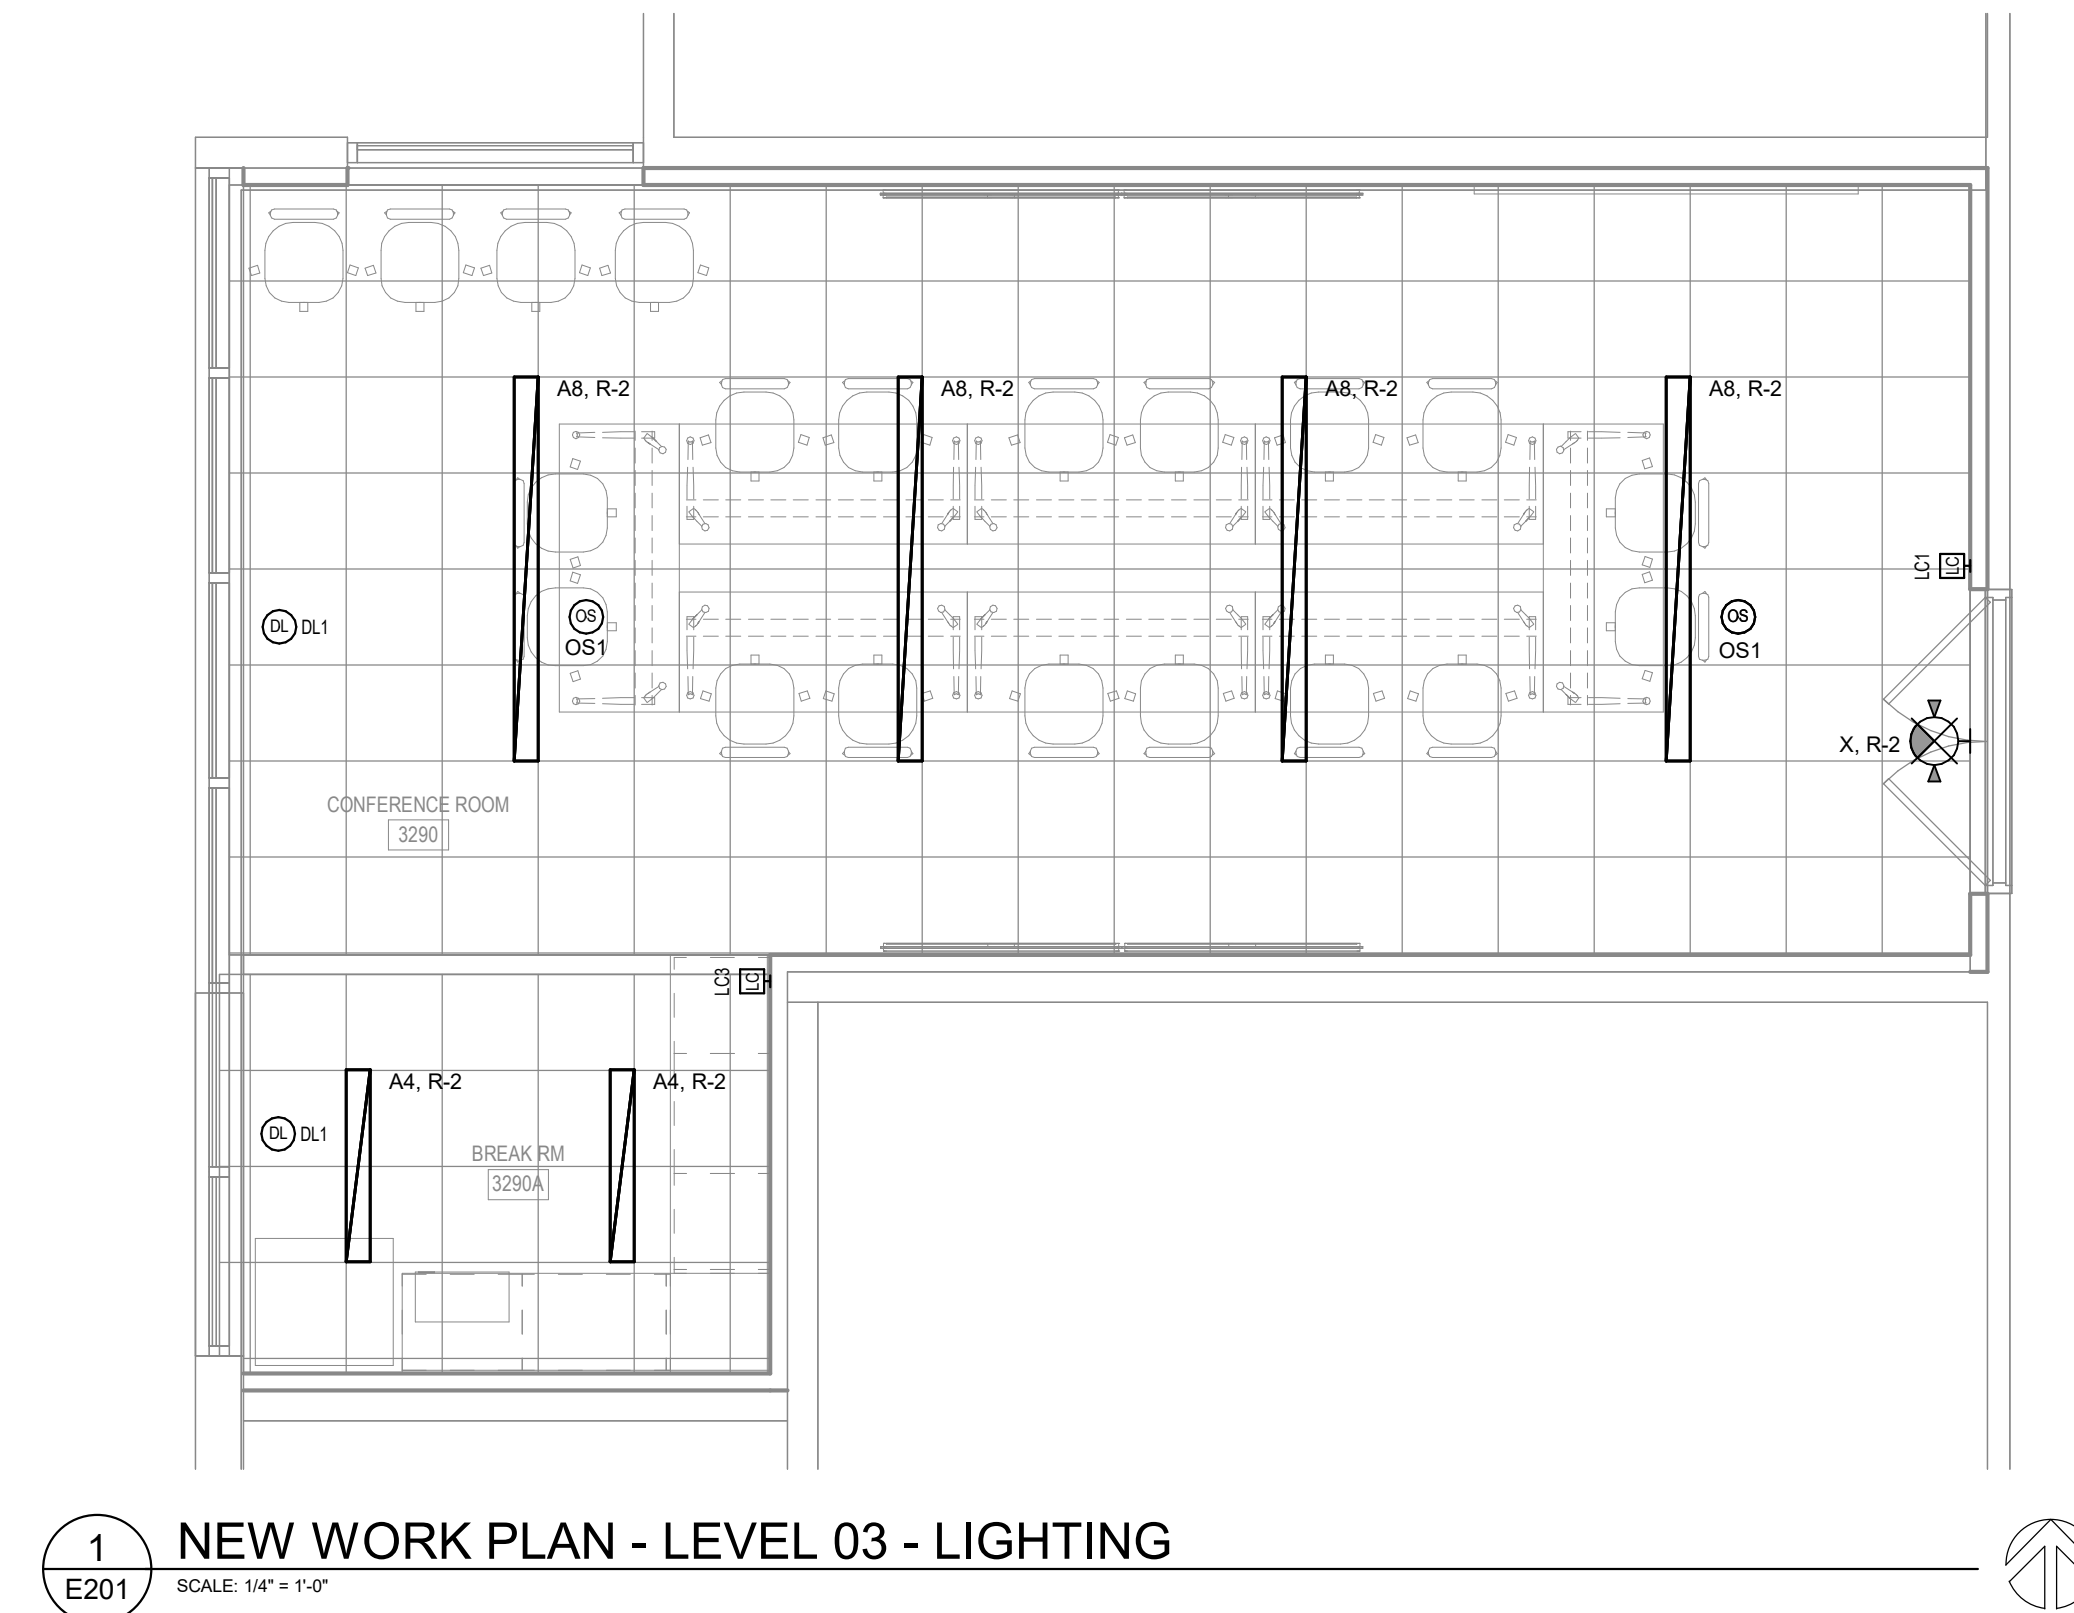 A8, R-2
A8, R-2
A8, R-2
A8, R-2
LC1
LC
DL
DL1
OS
OS1
OS
OS1
X, R-2
CONFERENCE ROOM
3290
LC3
LC
A4, R-2
A4, R-2
DL
DL1
BREAK RM
3290A
1
E201
NEW WORK PLAN - LEVEL 03 - LIGHTING
SCALE: 1/4" = 1'-0"